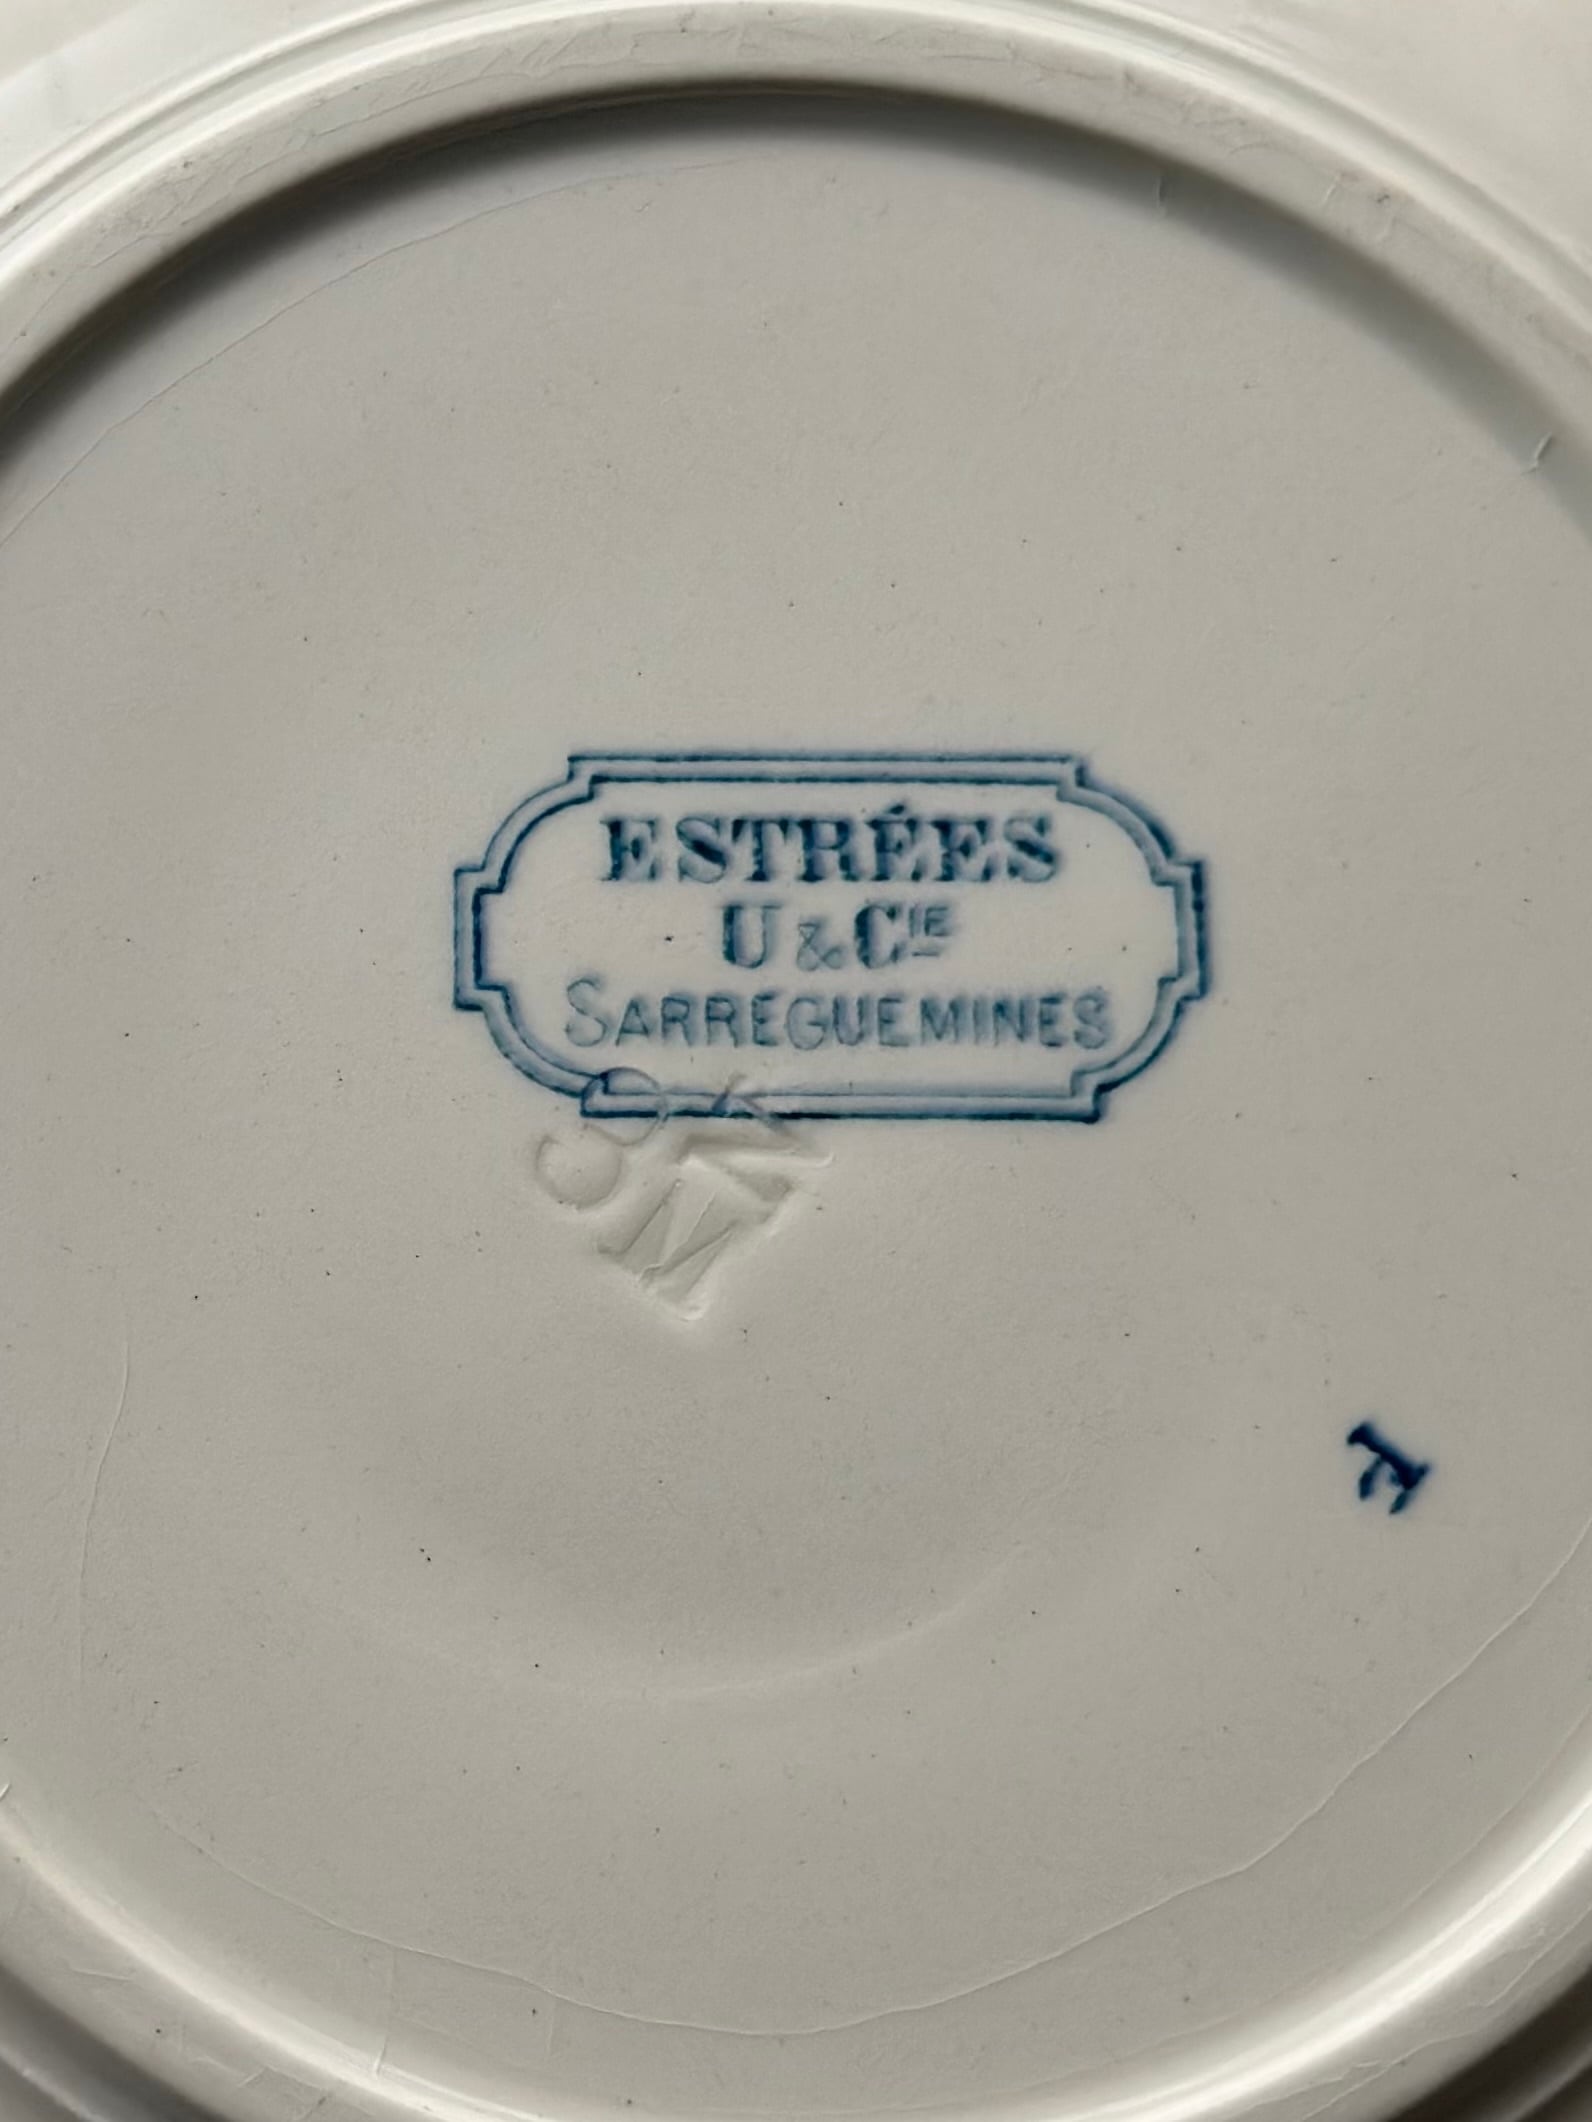 ESTRÉES
U & CIE
SARREGUEMINES
F